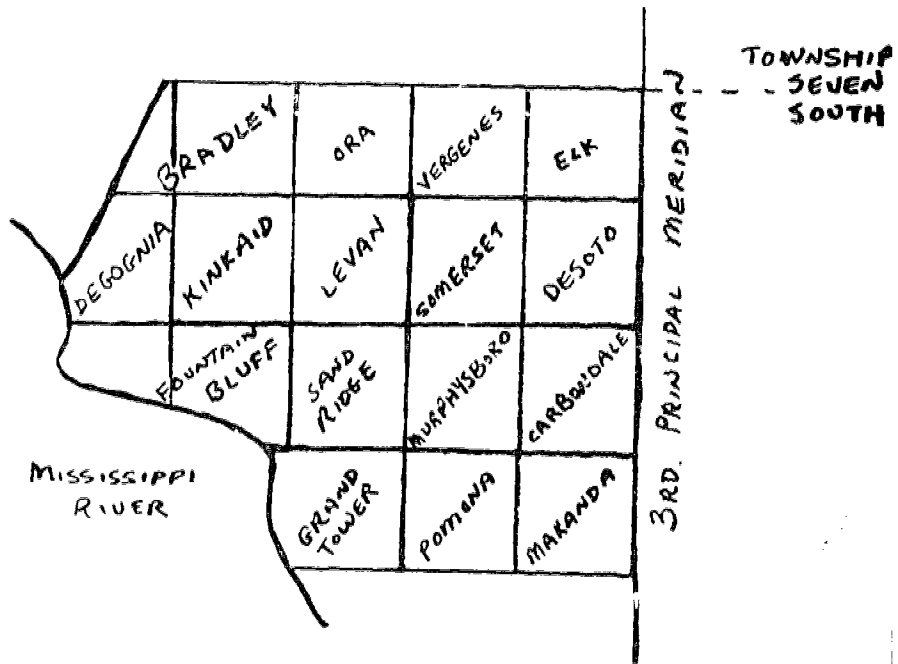 TOWNSHIP
SEVEN
SOUTH
BRADLEY
ORA
VERGENES
ELK
DEGOGNIA
KINKAID
LEVAN
SOMERSET
DESOTO
FOUNTAIN
BLUFF
SAND
RIDGE
MURPHYSBORO
CARBONDALE
GRAND
TOWER
POMONA
MAKANDA
MISSISSIPPI
RIVER
3RD. PRINCIPAL MERIDIAN